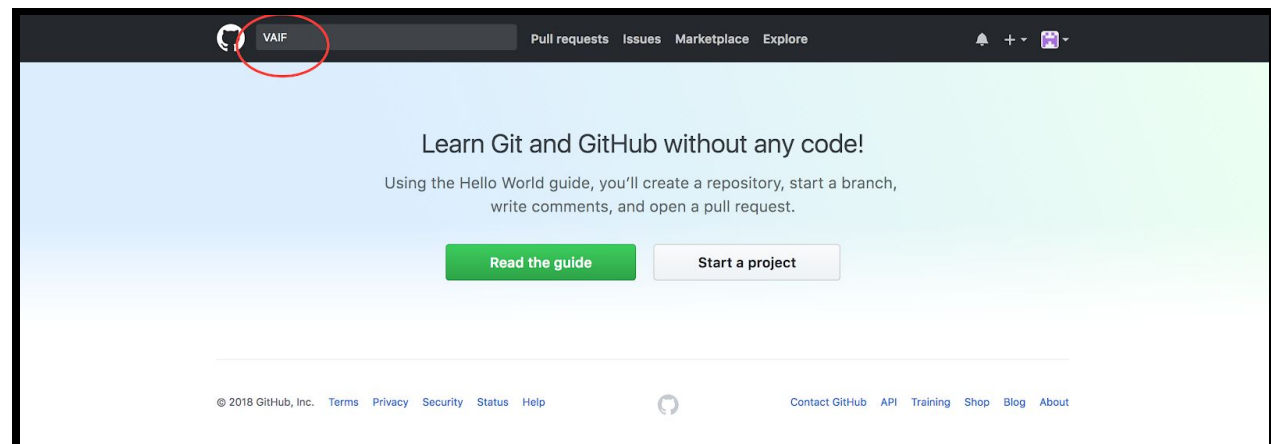 VAIF Pull requests Issues Marketplace Explore
Learn Git and GitHub without any code!
Using the Hello World guide, you’ll create a repository, start a branch,
write comments, and open a pull request.
Read the guide Start a project
© 2018 GitHub, Inc. Terms Privacy Security Status Help Contact GitHub API Training Shop Blog About